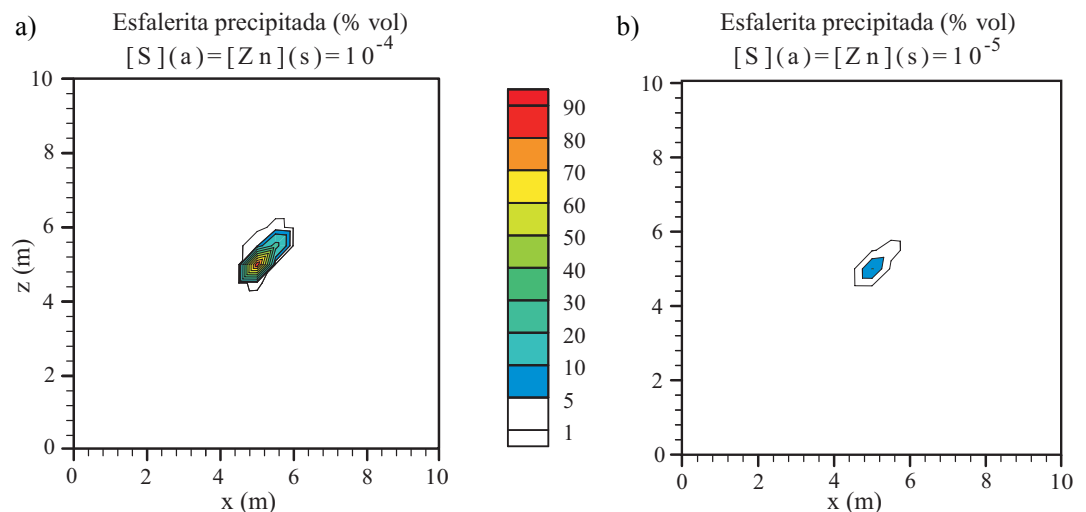 a)
Esfalerita precipitada (% vol)
[S](a)=[Zn](s)=10⁻⁴
10
8
6
4
2
0
z (m)
0 2 4 6 8 10
x (m)
90
80
70
60
50
40
30
20
10
5
1
b)
Esfalerita precipitada (% vol)
[S](a)=[Zn](s)=10⁻⁵
10
8
6
4
2
0
0 2 4 6 8 10
x (m)